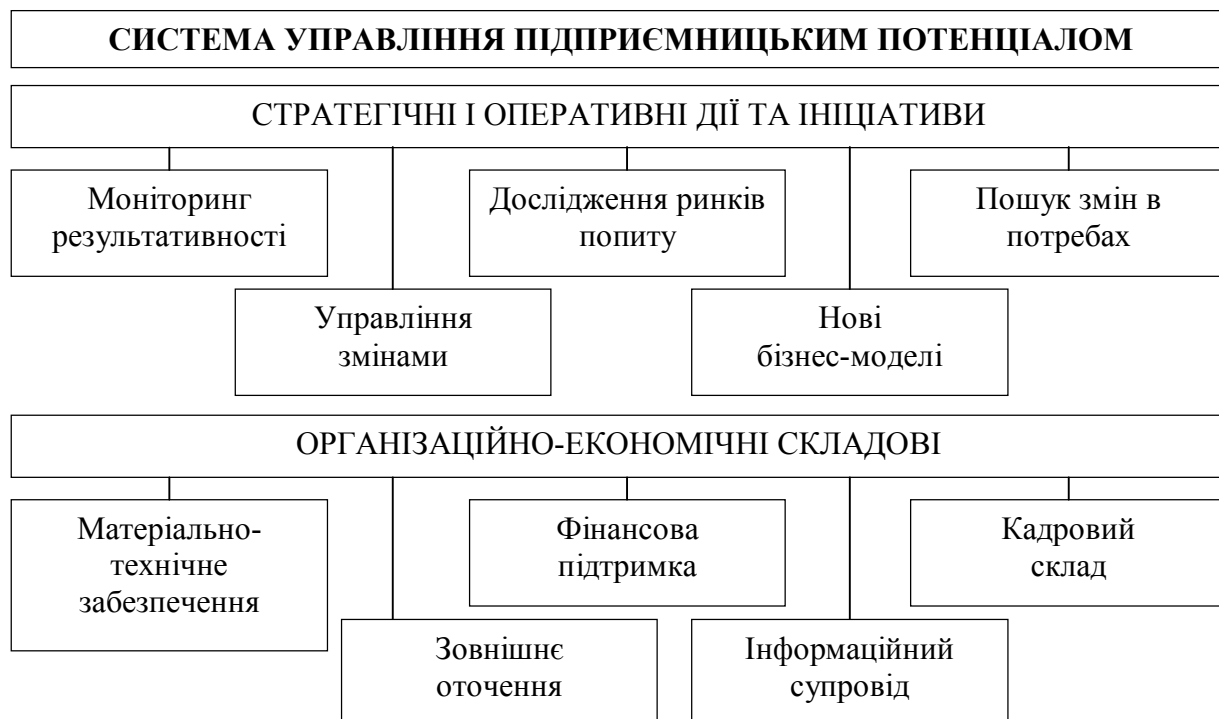 СИСТЕМА УПРАВЛІННЯ ПІДПРИЄМНИЦЬКИМ ПОТЕНЦІАЛОМ
СТРАТЕГІЧНІ І ОПЕРАТИВНІ ДІЇ ТА ІНІЦІАТИВИ
Моніторинг
результативності
Дослідження ринків
попиту
Пошук змін в
потребах
Управління
змінами
Нові
бізнес-моделі
ОРГАНІЗАЦІЙНО-ЕКОНОМІЧНІ СКЛАДОВІ
Матеріально-
технічне
забезпечення
Фінансова
підтримка
Кадровий
склад
Зовнішнє
оточення
Інформаційний
супровід